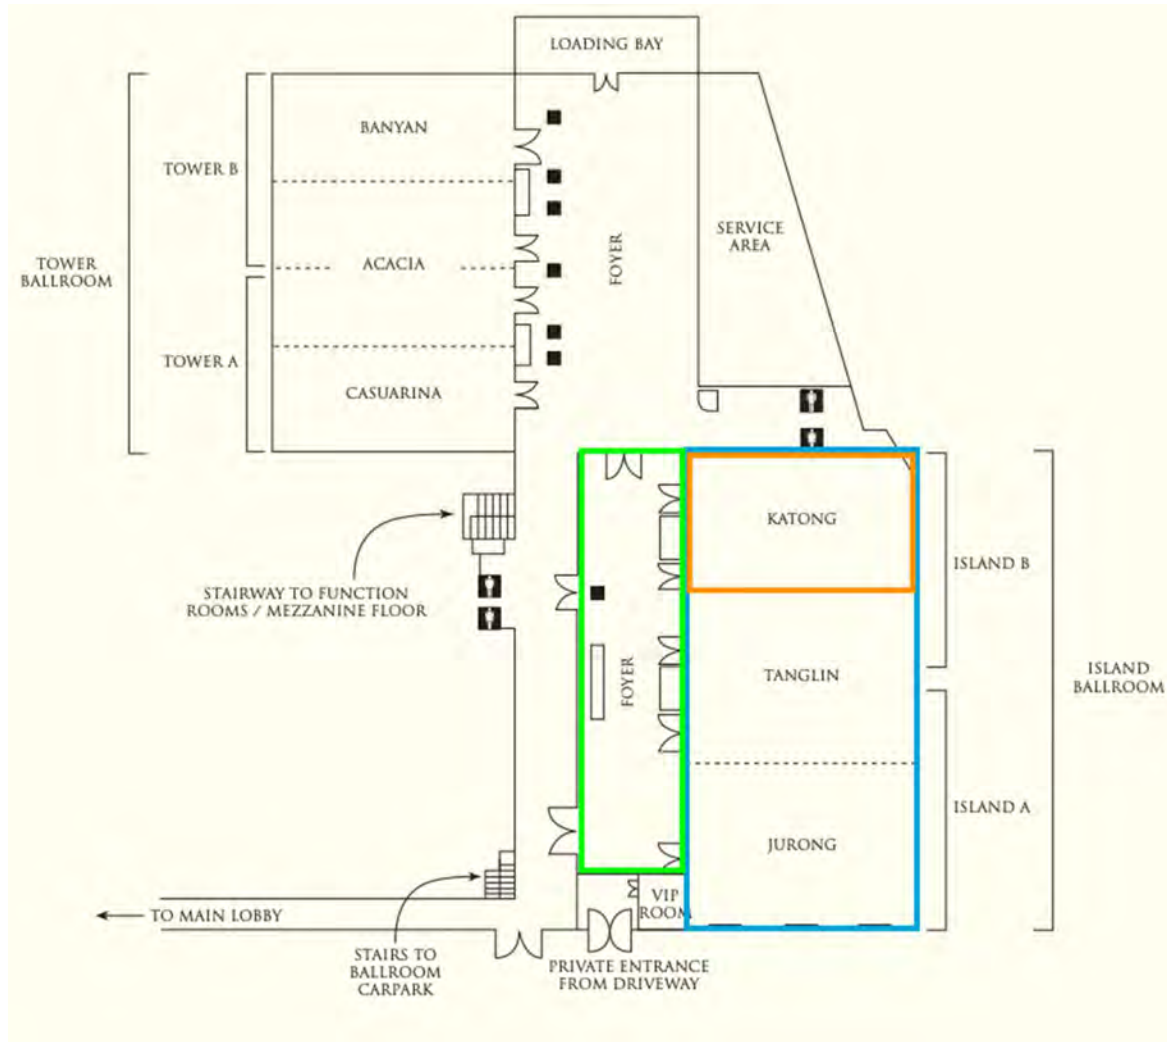 LOADING BAY
BANYAN
TOWER B
SERVICE
AREA
FOYER
TOWER
BALLROOM
ACACIA
TOWER A
CASUARINA
KATONG
ISLAND B
STAIRWAY TO FUNCTION
ROOMS / MEZZANINE FLOOR
FOYER
TANGLIN
ISLAND
BALLROOM
ISLAND A
JURONG
VIP
ROOM
TO MAIN LOBBY
STAIRS TO
BALLROOM
CARPARK
PRIVATE ENTRANCE
FROM DRIVEWAY